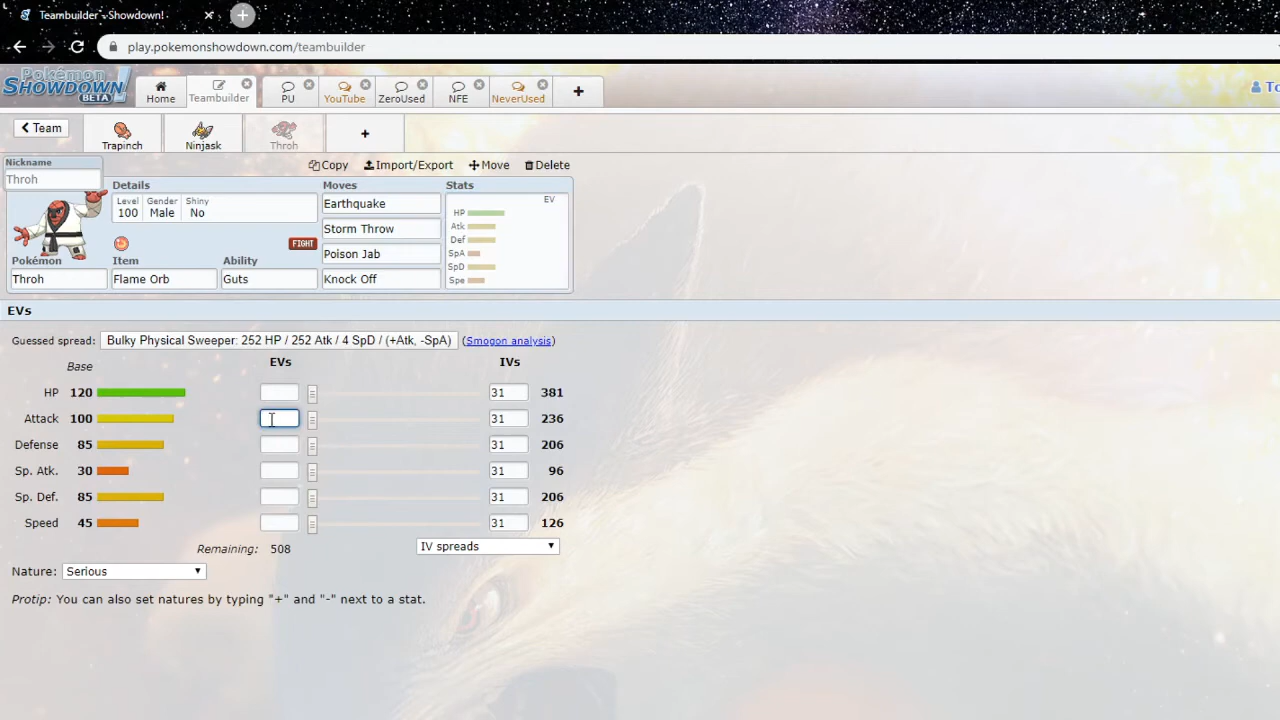 Teambuilder - Showdown!
play.pokemonshowdown.com/teambuilder
Pokémon
SHOWDOWN!
BETA
Home
Teambuilder
PU
YouTube
ZeroUsed
NFE
NeverUsed
Team
Trapinch
Ninjask
Throh
Copy
Import/Export
Move
Delete
Nickname
Throh
Details
Level
100
Gender
Male
Shiny
No
FIGHT
Pokémon
Throh
Item
Flame Orb
Ability
Guts
Moves
Earthquake
Storm Throw
Poison Jab
Knock Off
Stats
EV
HP
Atk
Def
SpA
SpD
Spe
EVs
Guessed spread: Bulky Physical Sweeper: 252 HP / 252 Atk / 4 SpD / (+Atk, -SpA) (Smogon analysis)
Base EVs IVs
HP 120 31 381
Attack 100 31 236
Defense 85 31 206
Sp. Atk. 30 31 96
Sp. Def. 85 31 206
Speed 45 31 126
Remaining: 508 IV spreads
Nature: Serious
Protip: You can also set natures by typing "+" and "-" next to a stat.